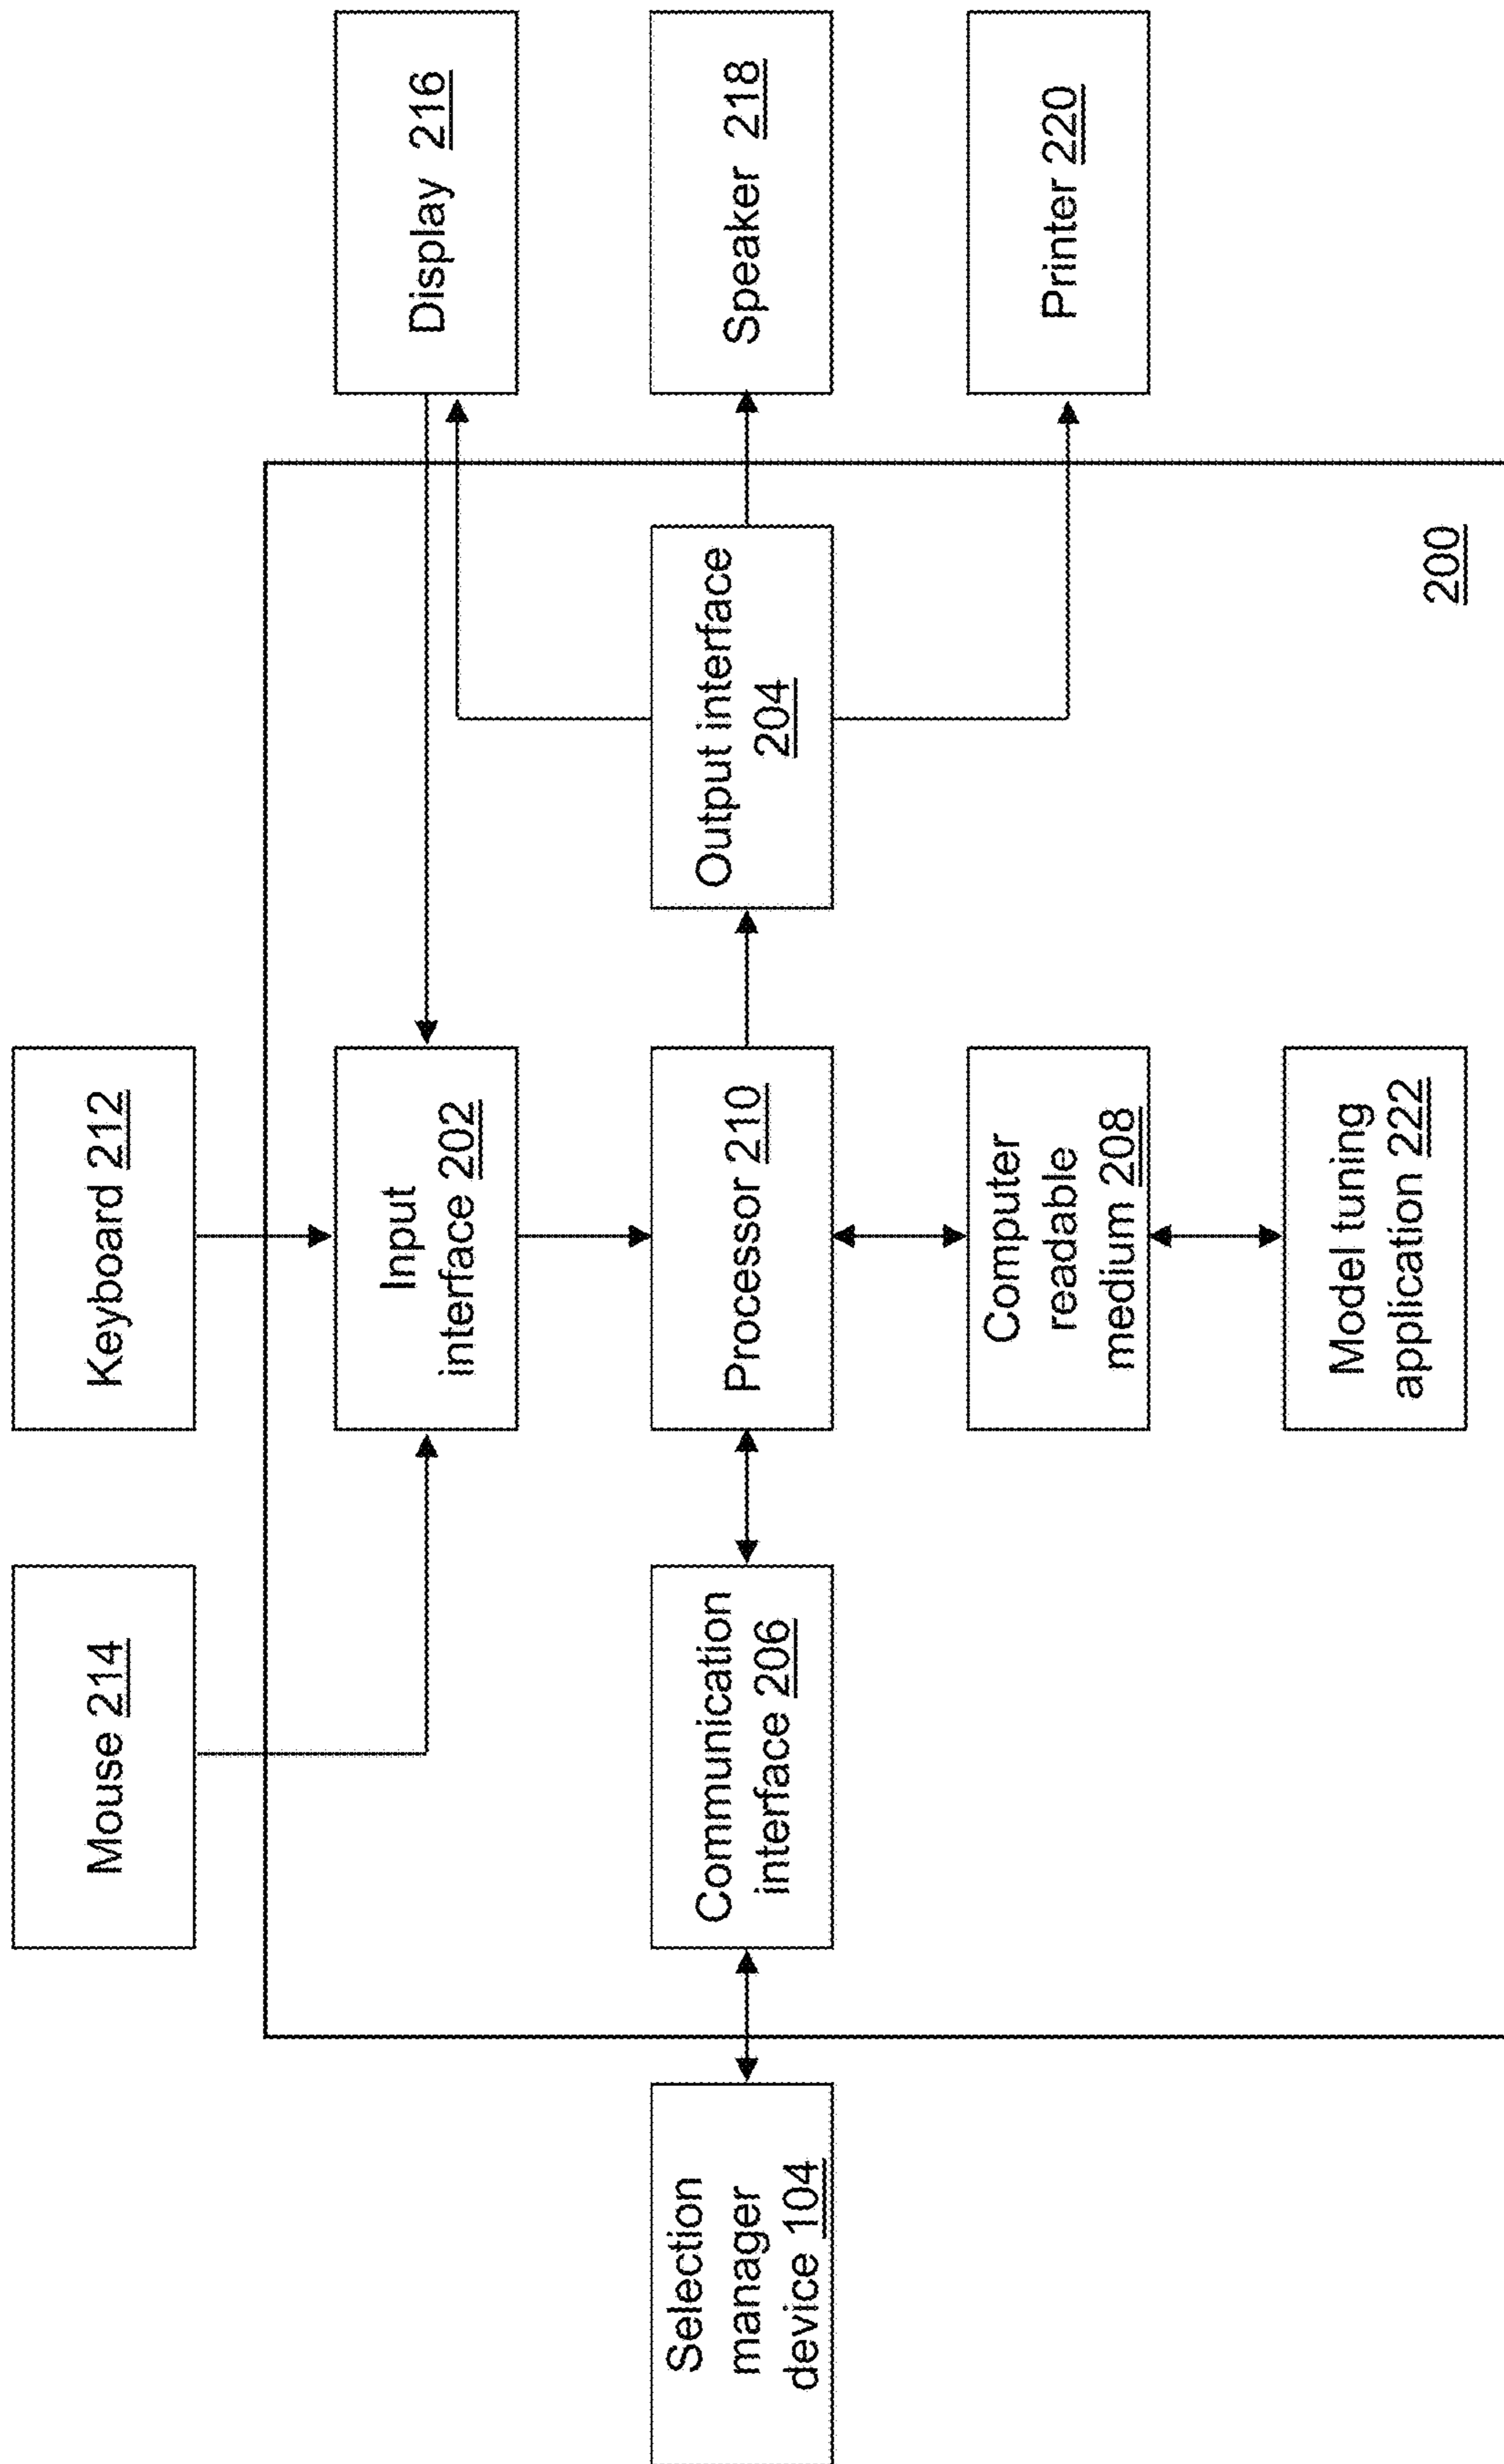 Mouse 214
Keyboard 212
Input
interface 202
Display 216
Selection
manager
device 104
Communication
interface 206
Processor 210
Output interface
204
Speaker 218
Computer
readable
medium 208
Printer 220
Model tuning
application 222
200